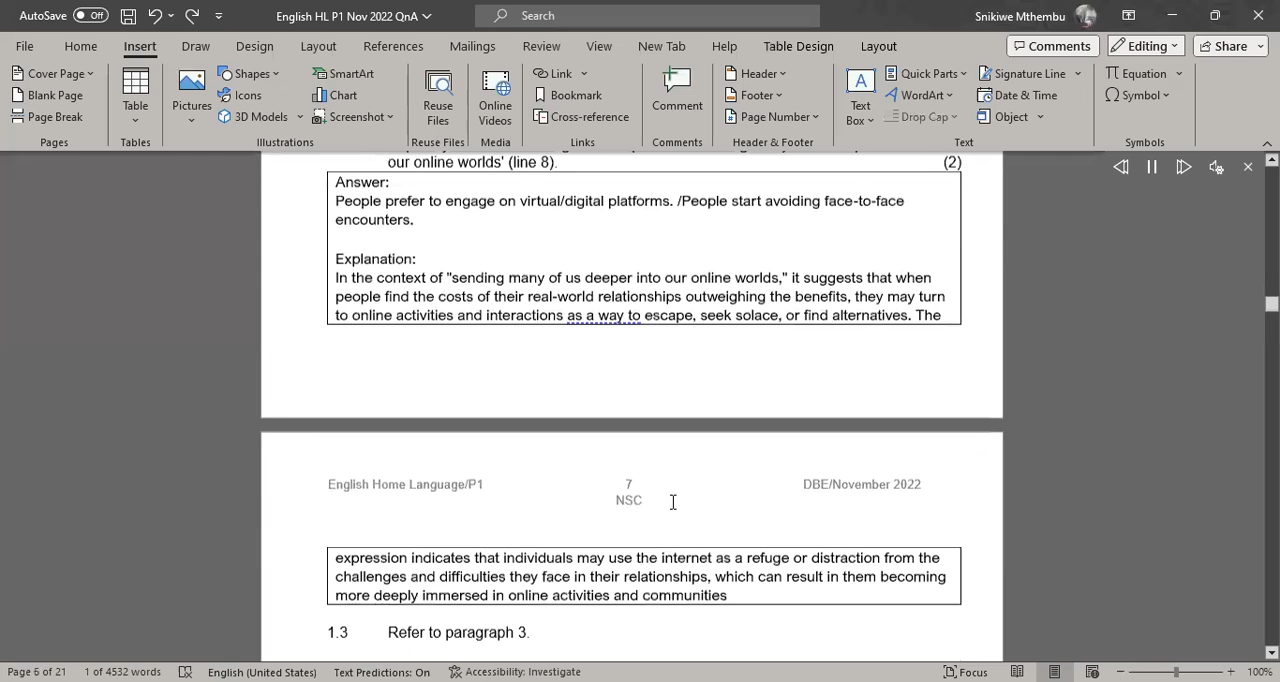 AutoSave Off English HL P1 Nov 2022 QnA Search Snikiwe Mthembu
File Home Insert Draw Design Layout References Mailings Review View New Tab Help Table Design Layout Comments Editing Share
Cover Page
Blank Page
Page Break
Pages
Table
Tables
Pictures
Shapes
Icons
3D Models
SmartArt
Chart
Screenshot
Illustrations
Reuse
Files
Reuse Files
Online
Videos
Media
Link
Bookmark
Cross-reference
Links
Comment
Comments
Header
Footer
Page Number
Header & Footer
A
Text
Box
Quick Parts
WordArt
Drop Cap
Signature Line
Date & Time
Object
Text
Equation
Symbol
Symbols
our online worlds' (line 8). (2)
Answer:
People prefer to engage on virtual/digital platforms. /People start avoiding face-to-face
encounters.
Explanation:
In the context of "sending many of us deeper into our online worlds," it suggests that when
people find the costs of their real-world relationships outweighing the benefits, they may turn
to online activities and interactions as a way to escape, seek solace, or find alternatives. The
English Home Language/P1 7 DBE/November 2022
NSC
expression indicates that individuals may use the internet as a refuge or distraction from the
challenges and difficulties they face in their relationships, which can result in them becoming
more deeply immersed in online activities and communities
1.3 Refer to paragraph 3.
Page 6 of 21 1 of 4532 words English (United States) Text Predictions: On Accessibility: Investigate Focus 100%